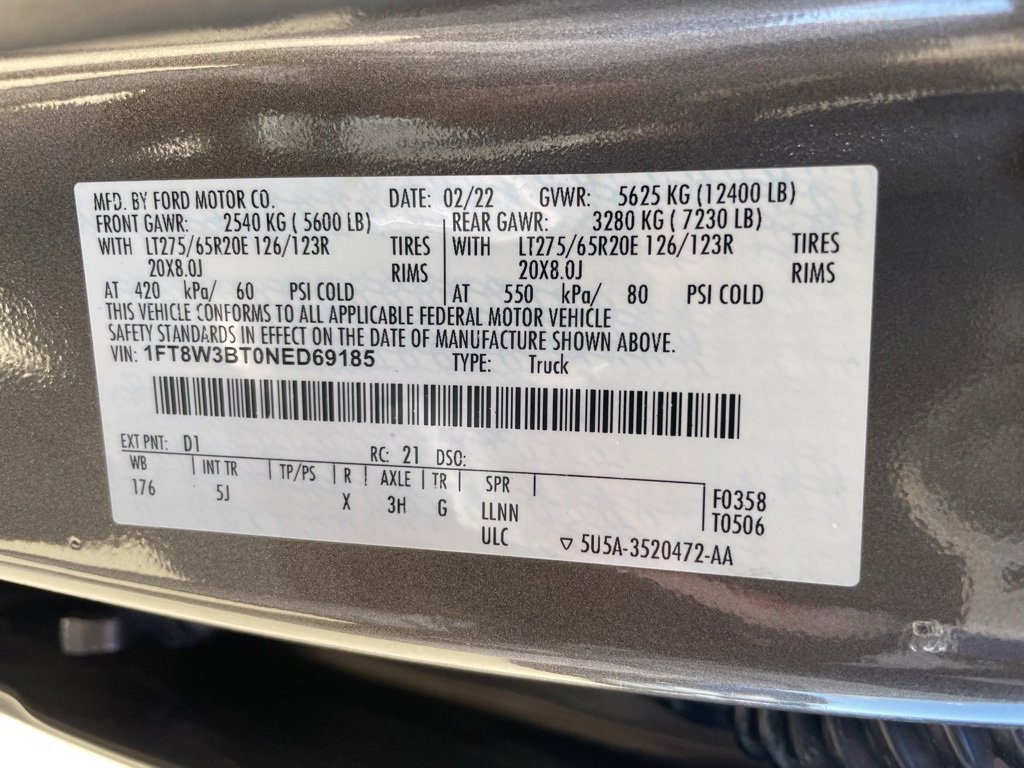 MFD. BY FORD MOTOR CO. DATE: 02/22 GVWR: 5625 KG (12400 LB)
FRONT GAWR: 2540 KG ( 5600 LB) REAR GAWR: 3280 KG ( 7230 LB)
WITH LT275/65R20E 126/123R TIRES WITH LT275/65R20E 126/123R TIRES
20X8.0J RIMS 20X8.0J RIMS
AT 420 kPa/ 60 PSI COLD AT 550 kPa/ 80 PSI COLD
THIS VEHICLE CONFORMS TO ALL APPLICABLE FEDERAL MOTOR VEHICLE
SAFETY STANDARDS IN EFFECT ON THE DATE OF MANUFACTURE SHOWN ABOVE.
VIN: 1FT8W3BT0NED69185 TYPE: Truck
EXT PNT: D1 RC: 21 DSO:
WB INT TR TP/PS R AXLE TR SPR
176 5J X 3H G LLNN F0358
ULC T0506
▽ 5U5A-3520472-AA